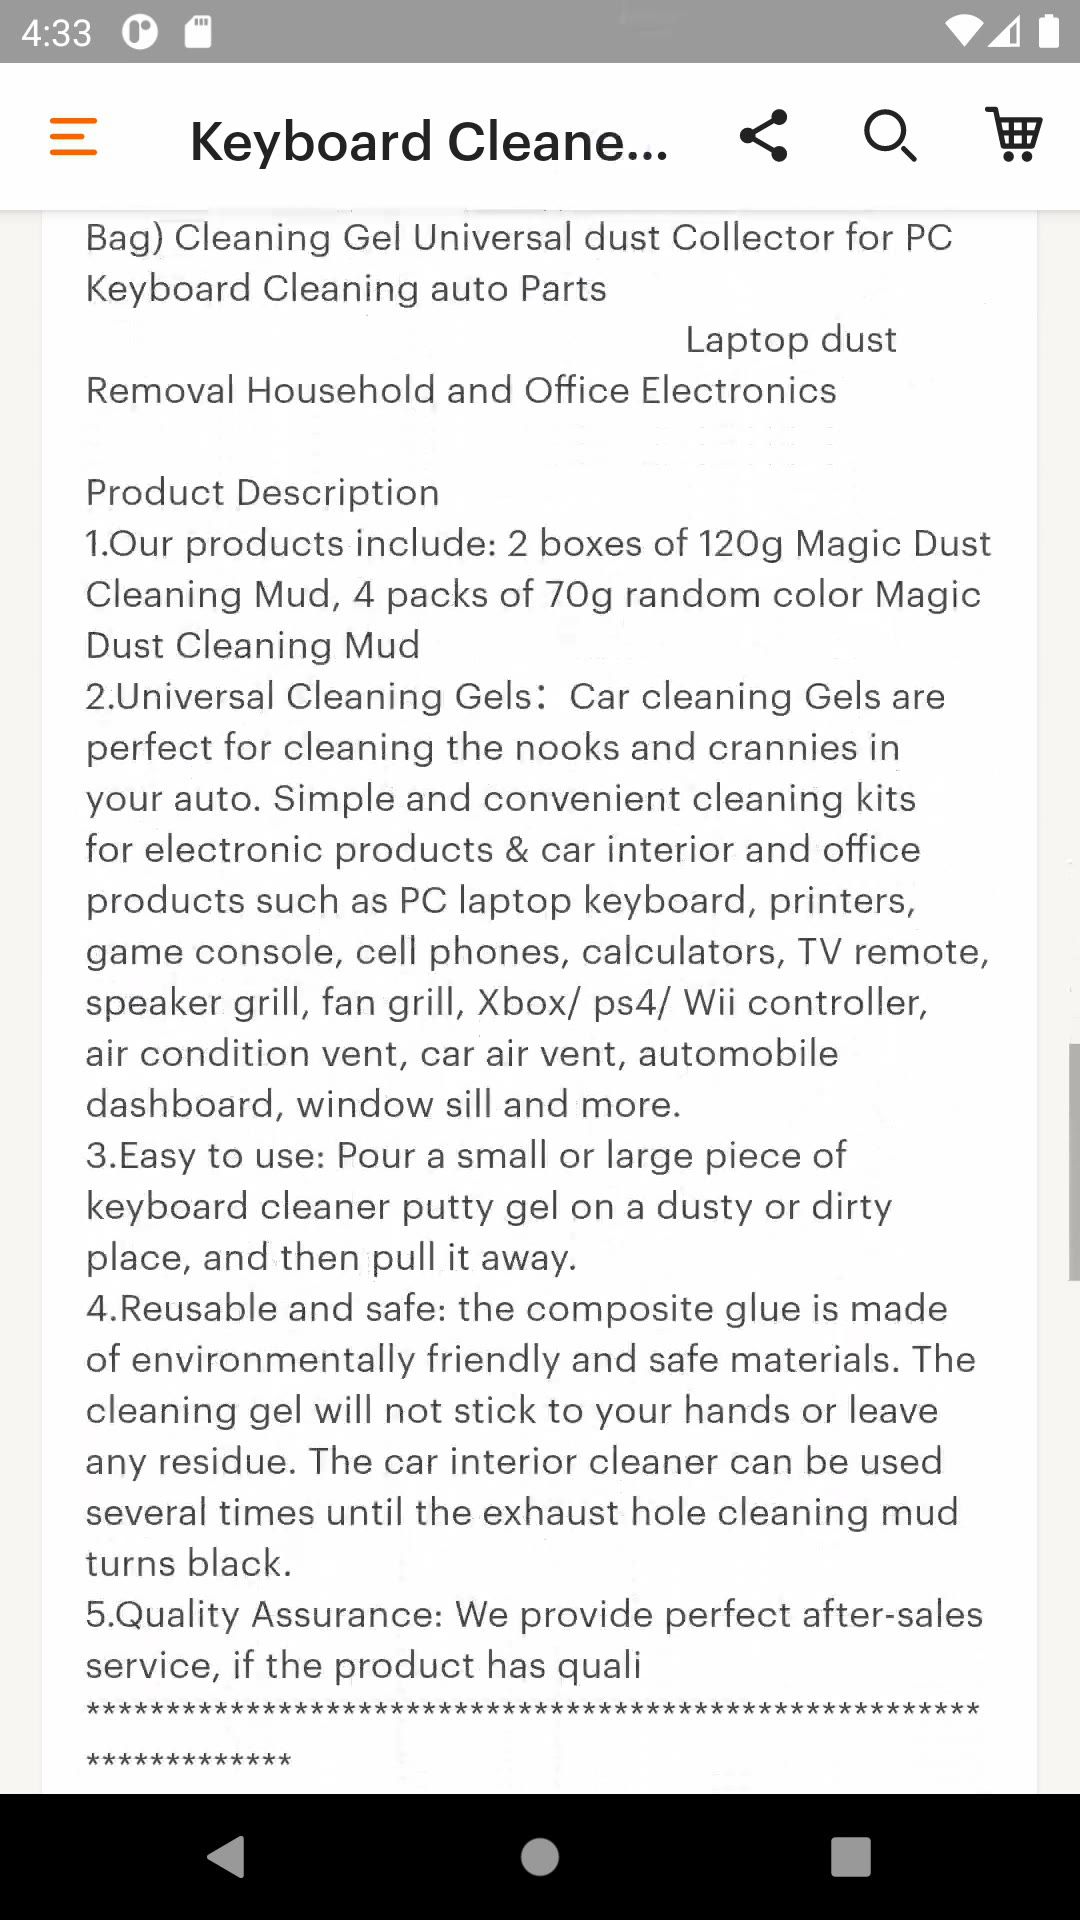 4:33
Keyboard Cleane...
Bag) Cleaning Gel Universal dust Collector for PC
Keyboard Cleaning auto Parts
Laptop dust
Removal Household and Office Electronics
Product Description
1.Our products include: 2 boxes of 120g Magic Dust
Cleaning Mud, 4 packs of 70g random color Magic
Dust Cleaning Mud
2.Universal Cleaning Gels：Car cleaning Gels are
perfect for cleaning the nooks and crannies in
your auto. Simple and convenient cleaning kits
for electronic products & car interior and office
products such as PC laptop keyboard, printers,
game console, cell phones, calculators, TV remote,
speaker grill, fan grill, Xbox/ ps4/ Wii controller,
air condition vent, car air vent, automobile
dashboard, window sill and more.
3.Easy to use: Pour a small or large piece of
keyboard cleaner putty gel on a dusty or dirty
place, and then pull it away.
4.Reusable and safe: the composite glue is made
of environmentally friendly and safe materials. The
cleaning gel will not stick to your hands or leave
any residue. The car interior cleaner can be used
several times until the exhaust hole cleaning mud
turns black.
5.Quality Assurance: We provide perfect after-sales
service, if the product has quali
********************************************************
*************